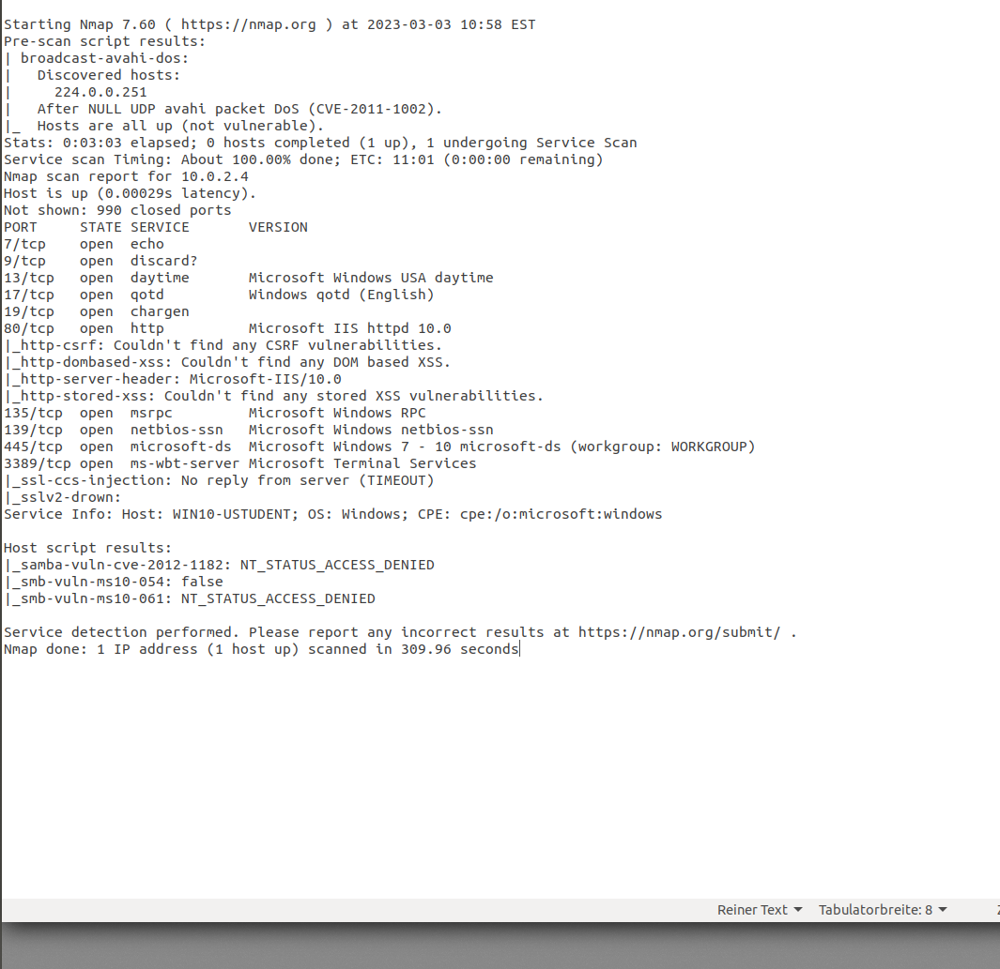 Starting Nmap 7.60 ( https://nmap.org ) at 2023-03-03 10:58 EST
Pre-scan script results:
| broadcast-avahi-dos:
|   Discovered hosts:
|     224.0.0.251
|   After NULL UDP avahi packet DoS (CVE-2011-1002).
|_  Hosts are all up (not vulnerable).
Stats: 0:03:03 elapsed; 0 hosts completed (1 up), 1 undergoing Service Scan
Service scan Timing: About 100.00% done; ETC: 11:01 (0:00:00 remaining)
Nmap scan report for 10.0.2.4
Host is up (0.00029s latency).
Not shown: 990 closed ports
PORT     STATE SERVICE       VERSION
7/tcp    open  echo
9/tcp    open  discard?
13/tcp   open  daytime       Microsoft Windows USA daytime
17/tcp   open  qotd          Windows qotd (English)
19/tcp   open  chargen
80/tcp   open  http          Microsoft IIS httpd 10.0
|_http-csrf: Couldn't find any CSRF vulnerabilities.
|_http-dombased-xss: Couldn't find any DOM based XSS.
|_http-server-header: Microsoft-IIS/10.0
|_http-stored-xss: Couldn't find any stored XSS vulnerabilities.
135/tcp  open  msrpc         Microsoft Windows RPC
139/tcp  open  netbios-ssn   Microsoft Windows netbios-ssn
445/tcp  open  microsoft-ds  Microsoft Windows 7 - 10 microsoft-ds (workgroup: WORKGROUP)
3389/tcp open  ms-wbt-server Microsoft Terminal Services
|_ssl-ccs-injection: No reply from server (TIMEOUT)
|_sslv2-drown:
Service Info: Host: WIN10-USTUDENT; OS: Windows; CPE: cpe:/o:microsoft:windows

Host script results:
|_samba-vuln-cve-2012-1182: NT_STATUS_ACCESS_DENIED
|_smb-vuln-ms10-054: false
|_smb-vuln-ms10-061: NT_STATUS_ACCESS_DENIED

Service detection performed. Please report any incorrect results at https://nmap.org/submit/ .
Nmap done: 1 IP address (1 host up) scanned in 309.96 seconds
Reiner Text Tabulatorbreite: 8